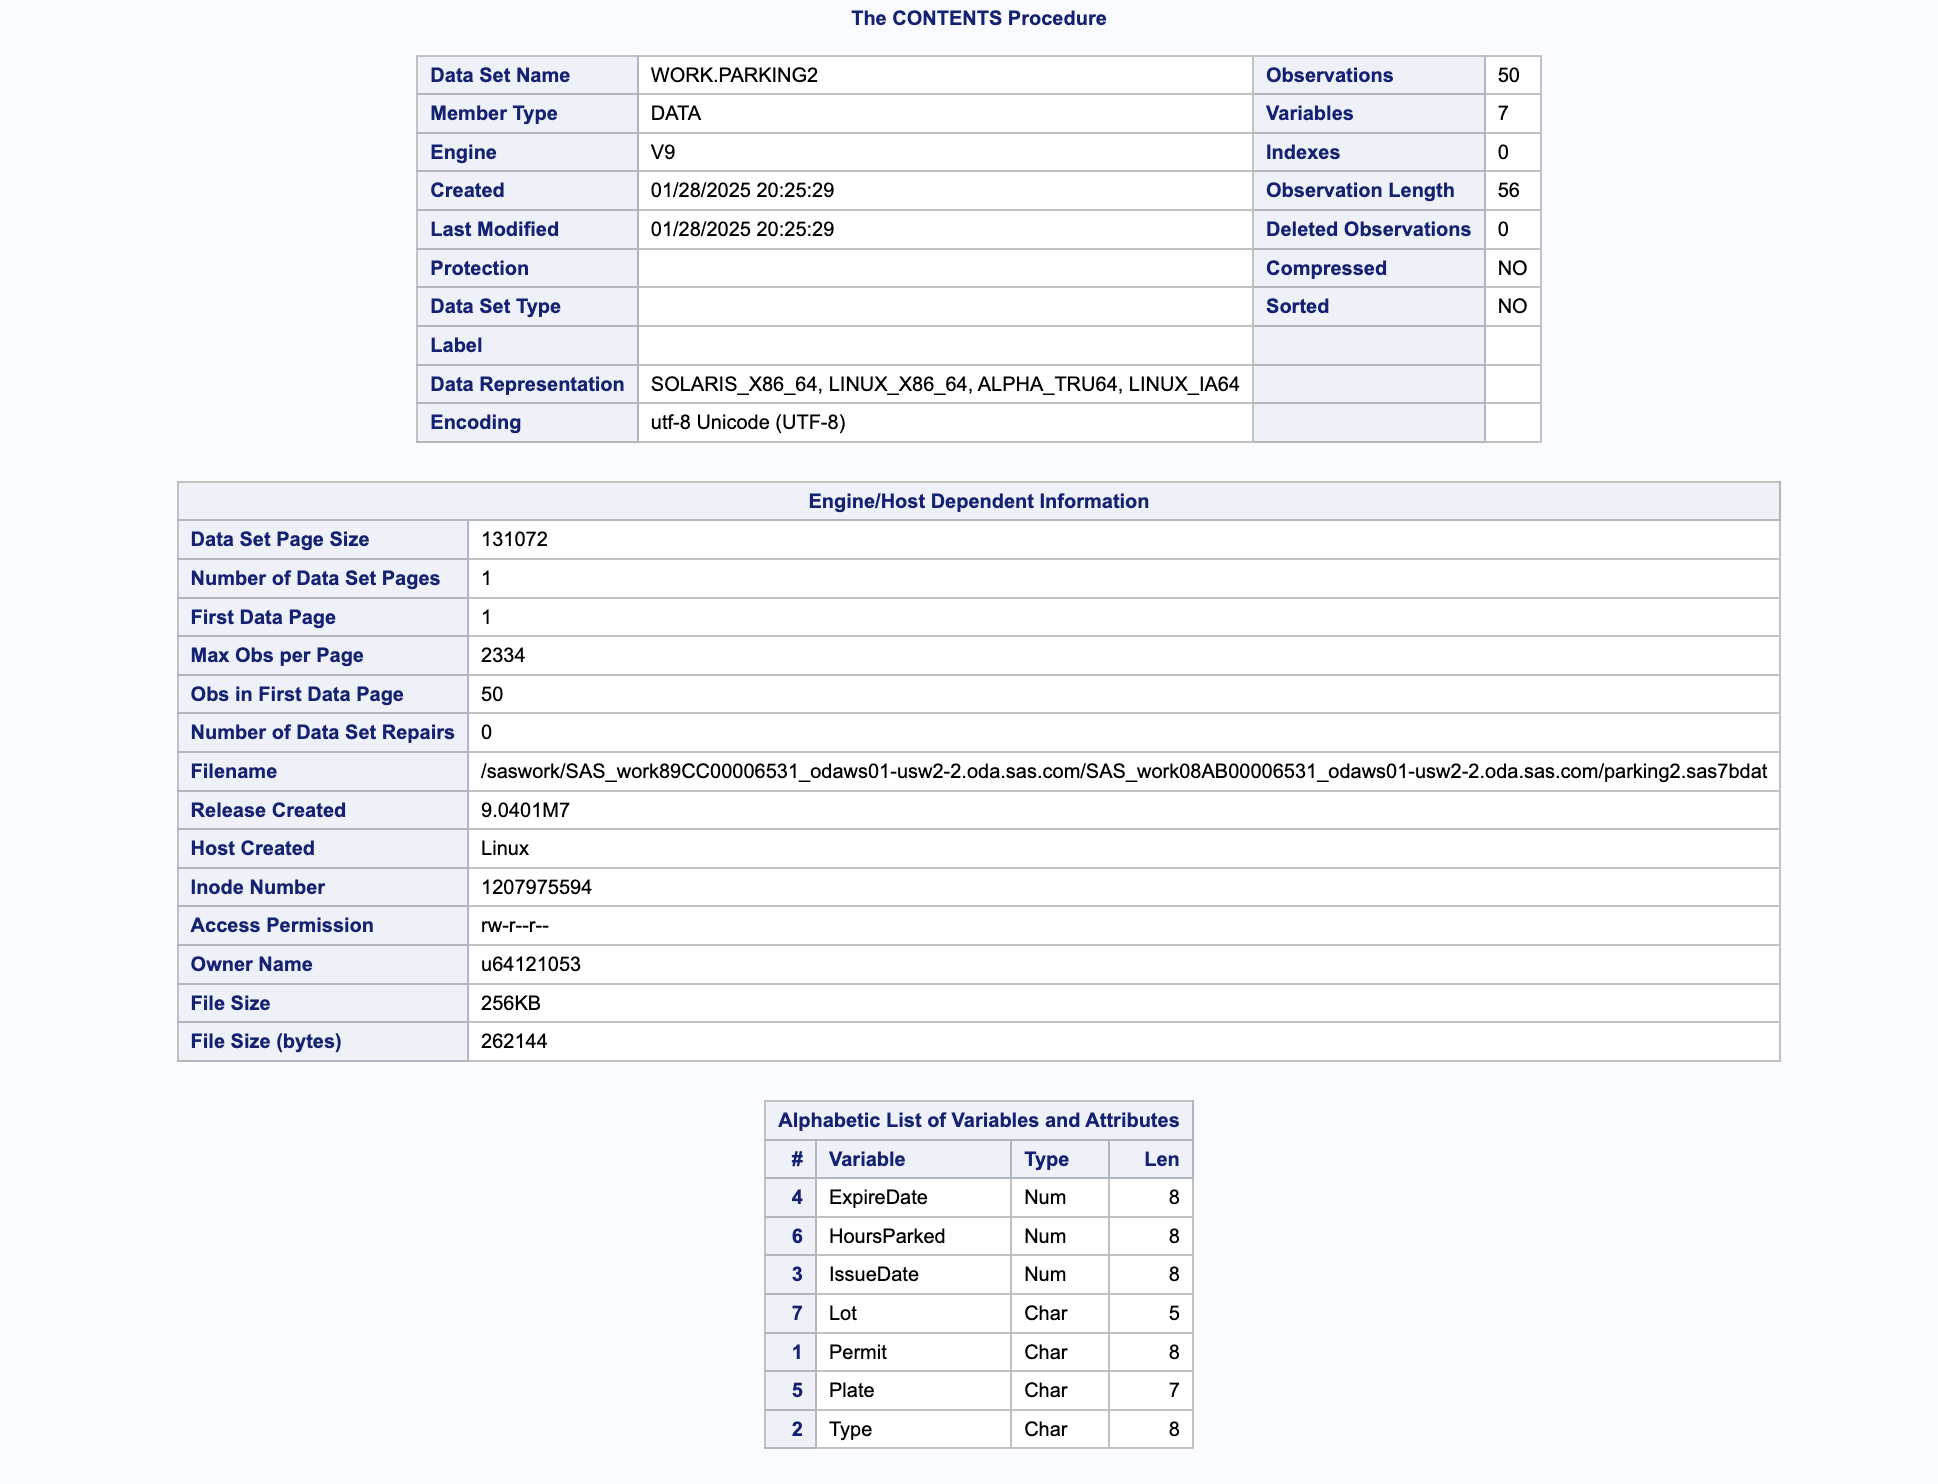 The CONTENTS Procedure
Data Set Name WORK.PARKING2 Observations 50
Member Type DATA Variables 7
Engine V9 Indexes 0
Created 01/28/2025 20:25:29 Observation Length 56
Last Modified 01/28/2025 20:25:29 Deleted Observations 0
Protection Compressed NO
Data Set Type Sorted NO
Label
Data Representation SOLARIS_X86_64, LINUX_X86_64, ALPHA_TRU64, LINUX_IA64
Encoding utf-8 Unicode (UTF-8)
Engine/Host Dependent Information
Data Set Page Size 131072
Number of Data Set Pages 1
First Data Page 1
Max Obs per Page 2334
Obs in First Data Page 50
Number of Data Set Repairs 0
Filename /saswork/SAS_work89CC00006531_odaws01-usw2-2.oda.sas.com/SAS_work08AB00006531_odaws01-usw2-2.oda.sas.com/parking2.sas7bdat
Release Created 9.0401M7
Host Created Linux
Inode Number 1207975594
Access Permission rw-r--r--
Owner Name u64121053
File Size 256KB
File Size (bytes) 262144
Alphabetic List of Variables and Attributes
# Variable Type Len
4 ExpireDate Num 8
6 HoursParked Num 8
3 IssueDate Num 8
7 Lot Char 5
1 Permit Char 8
5 Plate Char 7
2 Type Char 8